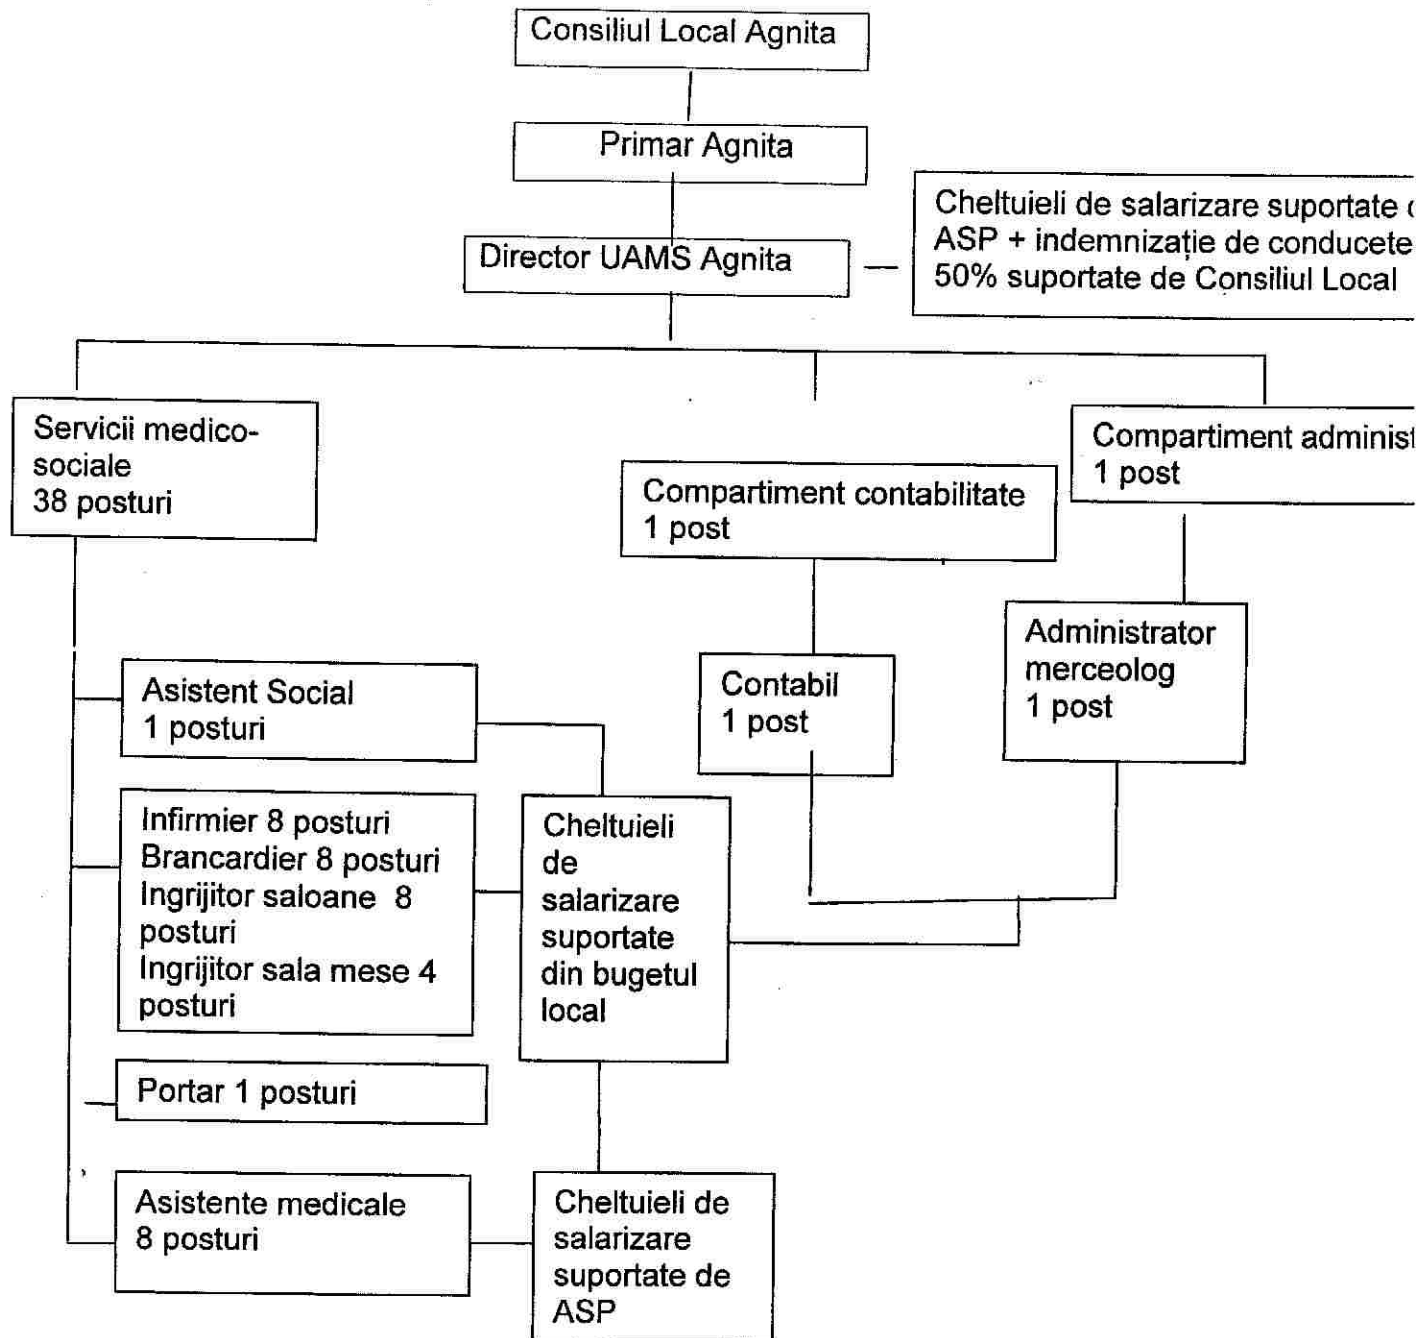 Consiliul Local Agnita
Primar Agnita
Director UAMS Agnita
Cheltuieli de salarizare suportate
ASP + indemnizație de conducete
50% suportate de Consiliul Local
Servicii medico-
sociale
38 posturi
Compartiment contabilitate
1 post
Compartiment
1 post
Asistent Social
1 posturi
Contabil
1 post
Administrator
merceolog
1 post
Infirmier 8 posturi
Brancardier 8 posturi
Ingrijitor saloane 8
posturi
Ingrijitor sala mese 4
posturi
Cheltuieli
de
salarizare
suportate
din bugetul
local
Portar 1 posturi
Asistente medicale
8 posturi
Cheltuieli de
salarizare
suportate de
ASP